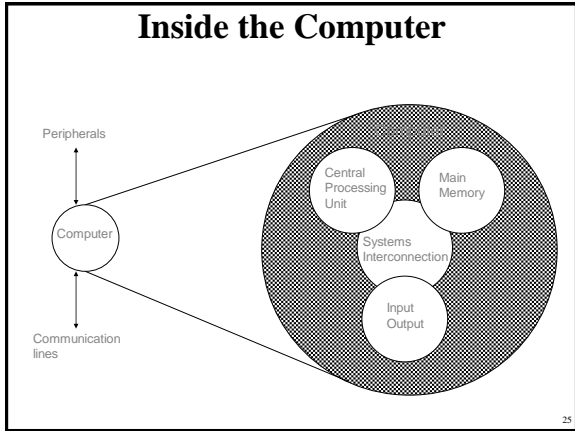 Inside the Computer
Peripherals
Computer
Communication
lines
Central
Processing
Unit
Main
Memory
Systems
Interconnection
Input
Output
25